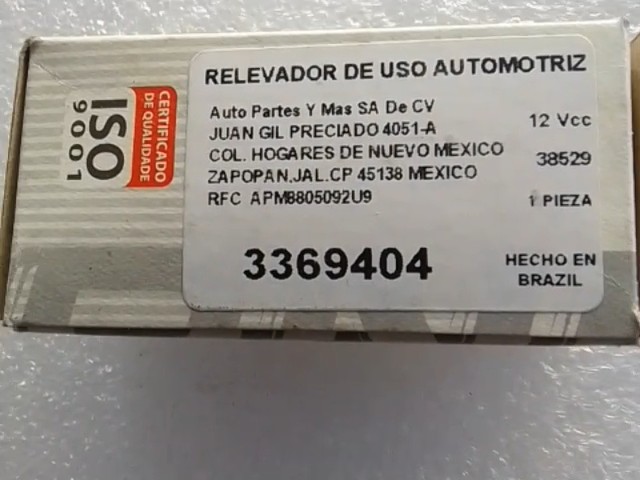 RELEVADOR DE USO AUTOMOTRIZ
Auto Partes Y Mas SA De CV
JUAN GIL PRECIADO 4051-A
COL. HOGARES DE NUEVO MEXICO
ZAPOPAN,JAL.CP 45138 MEXICO
RFC APM8805092U9
12 Vcc
38529
1 PIEZA
3369404
HECHO EN
BRAZIL
CERTIFICADO
DE QUALIDADE
ISO
9001